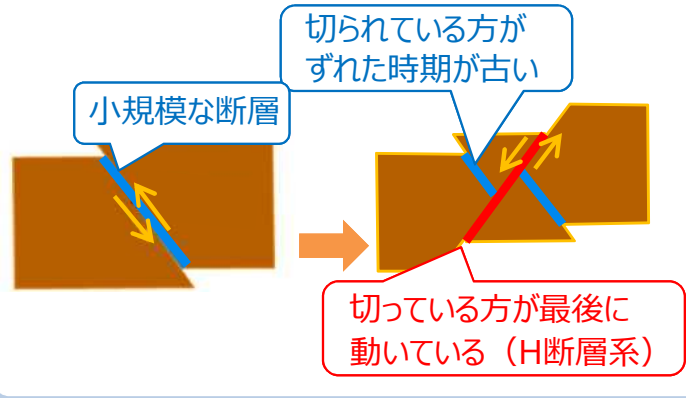 切られている方が
ずれた時期が古い
小規模な断層
切っている方が最後に
動いている（H断層系）